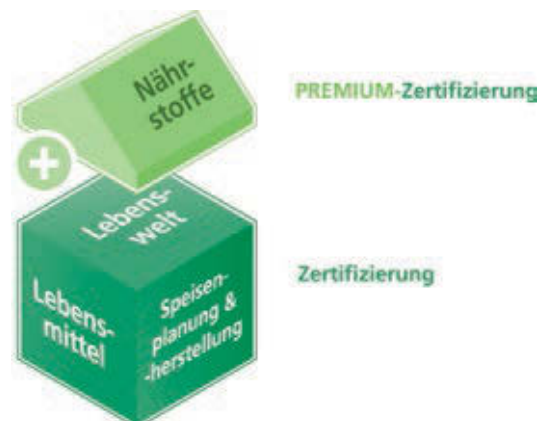 Nähr-
stoffe
PREMIUM-Zertifizierung
+
Lebens-
welt
Lebens-
mittel
Speisen-
planung &
-herstellung
Zertifizierung